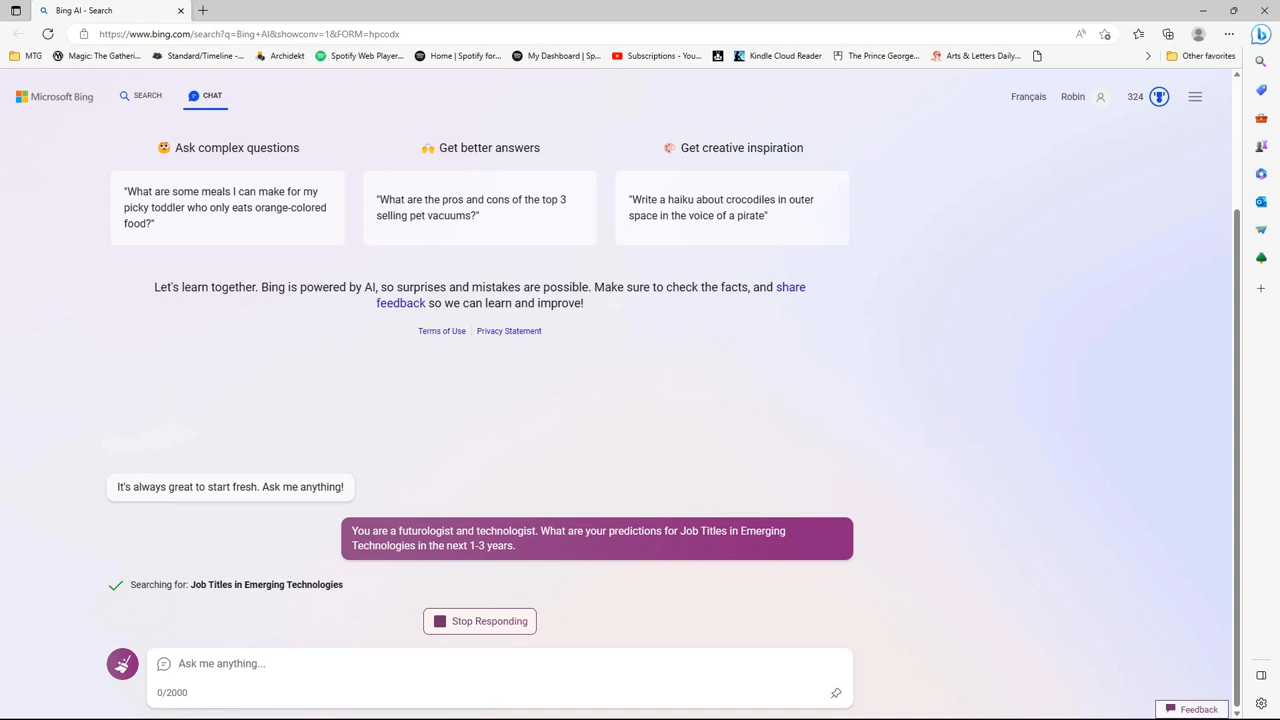 Bing AI - Search
https://www.bing.com/search?q=Bing+AI&showconv=1&FORM=hpcodx
MTG Magic: The Gatheri... Standard/Timeline -... Archidekt Spotify Web Player... Home | Spotify for... My Dashboard | Sp... Subscriptions - You... Kindle Cloud Reader The Prince George... Arts & Letters Daily... Other favorites
Microsoft Bing SEARCH CHAT Français Robin 324
Ask complex questions Get better answers Get creative inspiration
"What are some meals I can make for my
picky toddler who only eats orange-colored
food?"
"What are the pros and cons of the top 3
selling pet vacuums?"
"Write a haiku about crocodiles in outer
space in the voice of a pirate"
Let's learn together. Bing is powered by AI, so surprises and mistakes are possible. Make sure to check the facts, and share
feedback so we can learn and improve!
Terms of Use Privacy Statement
It's always great to start fresh. Ask me anything!
You are a futurologist and technologist. What are your predictions for Job Titles in Emerging
Technologies in the next 1-3 years.
Searching for: Job Titles in Emerging Technologies
Stop Responding
Ask me anything...
0/2000
Feedback